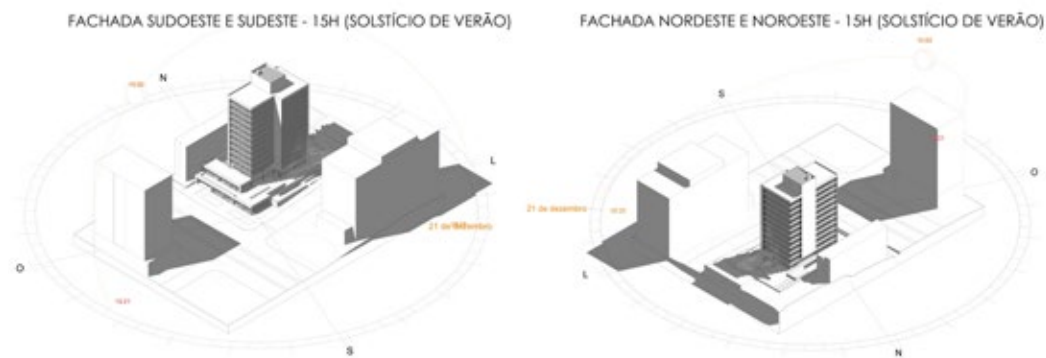 FACHADA SUDOESTE E SUDESTE - 15H (SOLSTÍCIO DE VERÃO)
N
L
O
S
FACHADA NORDESTE E NOROESTE - 15H (SOLSTÍCIO DE VERÃO)
S
O
21 de dezembro
L
N